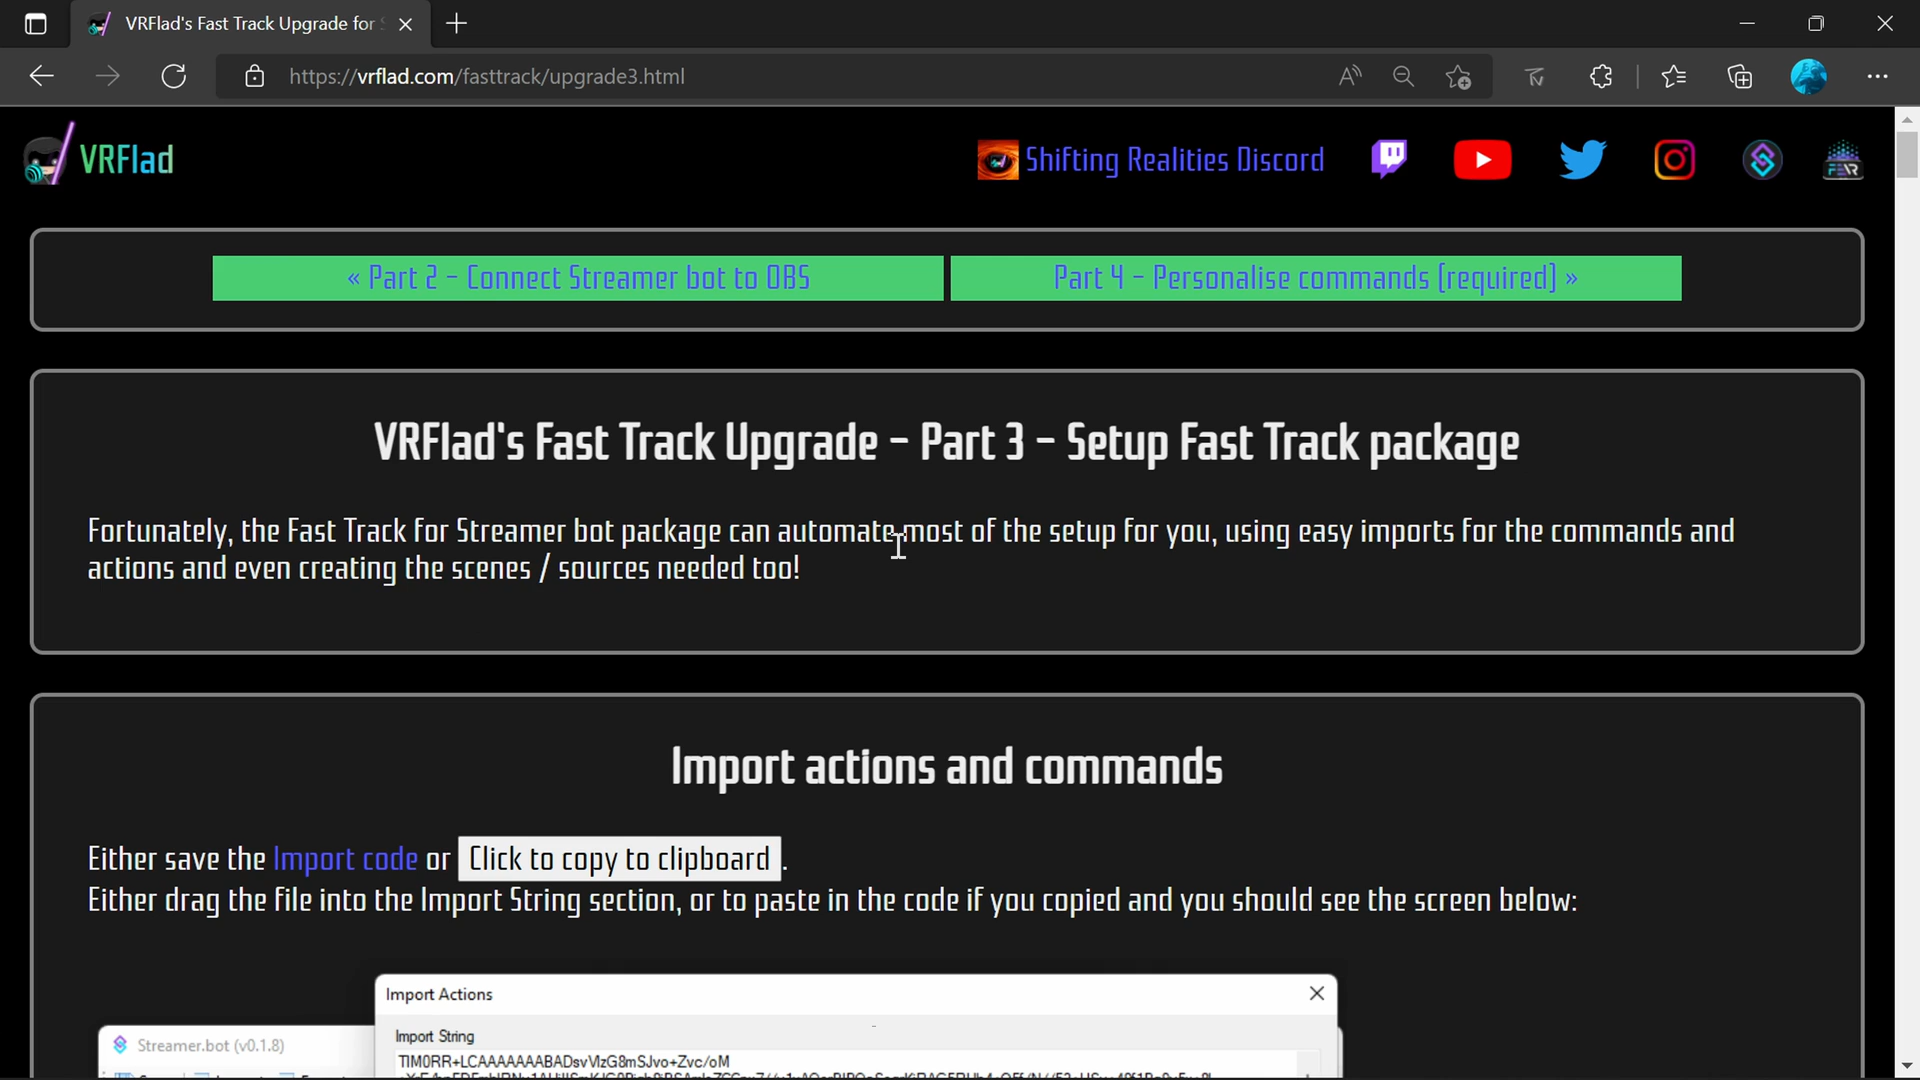 VRFlad's Fast Track Upgrade for S
https://vrflad.com/fasttrack/upgrade3.html
VRFlad
Shifting Realities Discord
FEAR
« Part 2 - Connect Streamer bot to OBS
Part 4 - Personalise commands (required) »
VRFlad's Fast Track Upgrade - Part 3 - Setup Fast Track package
Fortunately, the Fast Track for Streamer bot package can automate most of the setup for you, using easy imports for the commands and
actions and even creating the scenes / sources needed too!
Import actions and commands
Either save the Import code or Click to copy to clipboard.
Either drag the file into the Import String section, or to paste in the code if you copied and you should see the screen below:
Import Actions
Import String
Streamer.bot (v0.1.8)